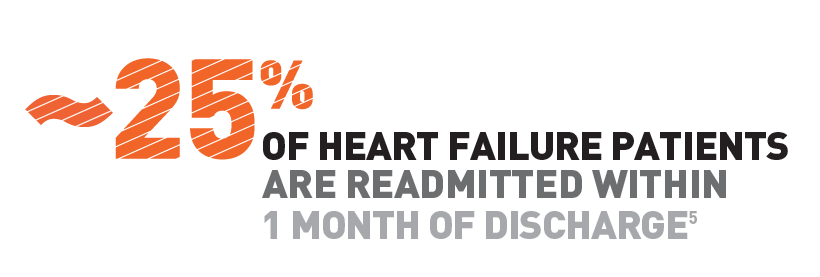 ~25%
OF HEART FAILURE PATIENTS
ARE READMITTED WITHIN
1 MONTH OF DISCHARGE⁵